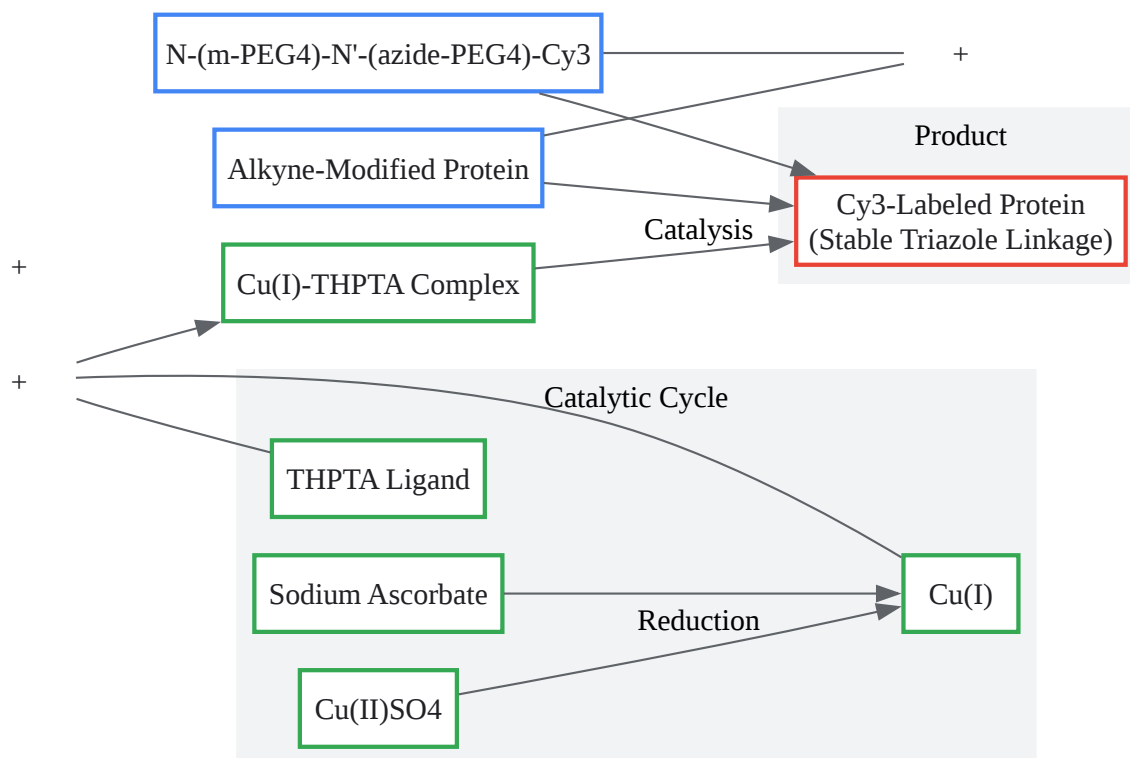 N-(m-PEG4)-N'-(azide-PEG4)-Cy3
+
Product
Alkyne-Modified Protein
Cy3-Labeled Protein
(Stable Triazole Linkage)
Catalysis
+
Cu(I)-THPTA Complex
+
Catalytic Cycle
THPTA Ligand
Sodium Ascorbate
Cu(I)
Reduction
Cu(II)SO4